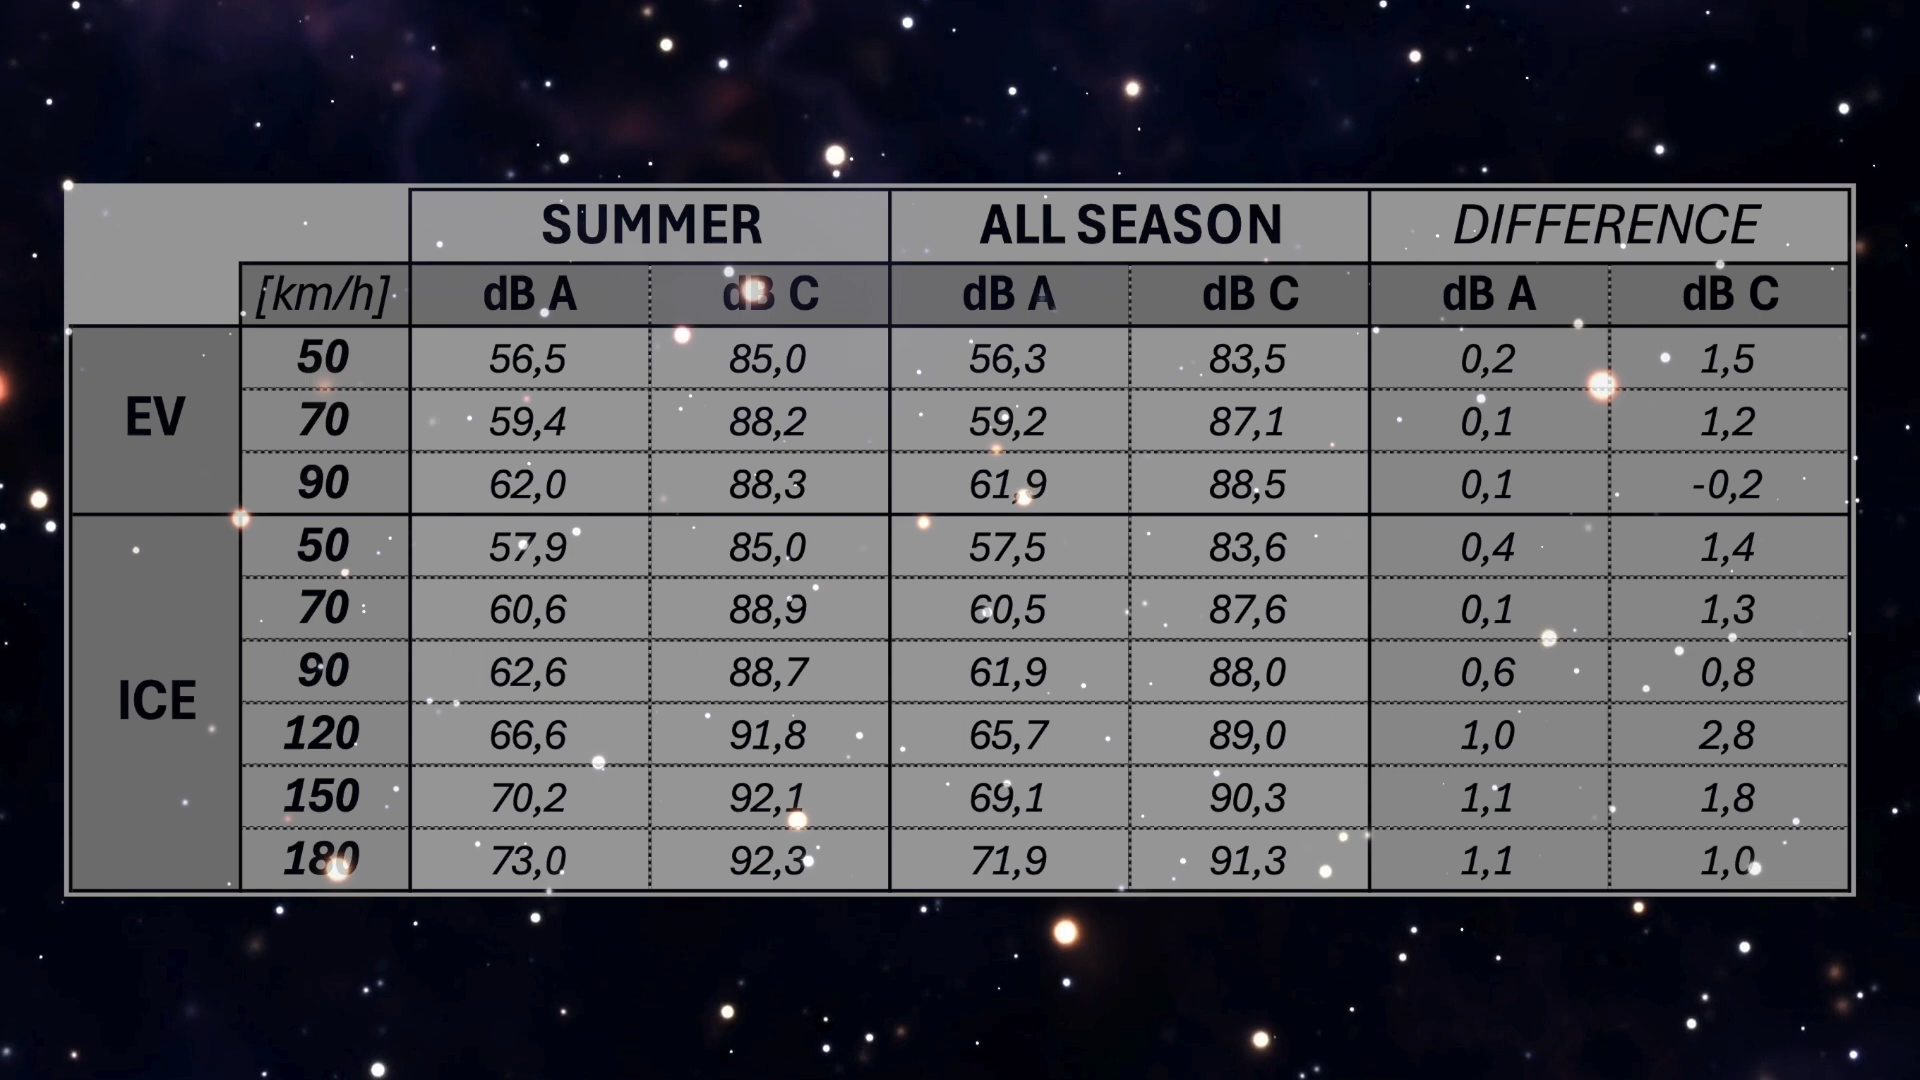 SUMMER ALL SEASON DIFFERENCE
[km/h] dB A dB C dB A dB C dB A dB C
EV
50 56,5 85,0 56,3 83,5 0,2 1,5
70 59,4 88,2 59,2 87,1 0,1 1,2
90 62,0 88,3 61,9 88,5 0,1 -0,2
ICE
50 57,9 85,0 57,5 83,6 0,4 1,4
70 60,6 88,9 60,5 87,6 0,1 1,3
90 62,6 88,7 61,9 88,0 0,6 0,8
120 66,6 91,8 65,7 89,0 1,0 2,8
150 70,2 92,1 69,1 90,3 1,1 1,8
180 73,0 92,3 71,9 91,3 1,1 1,0